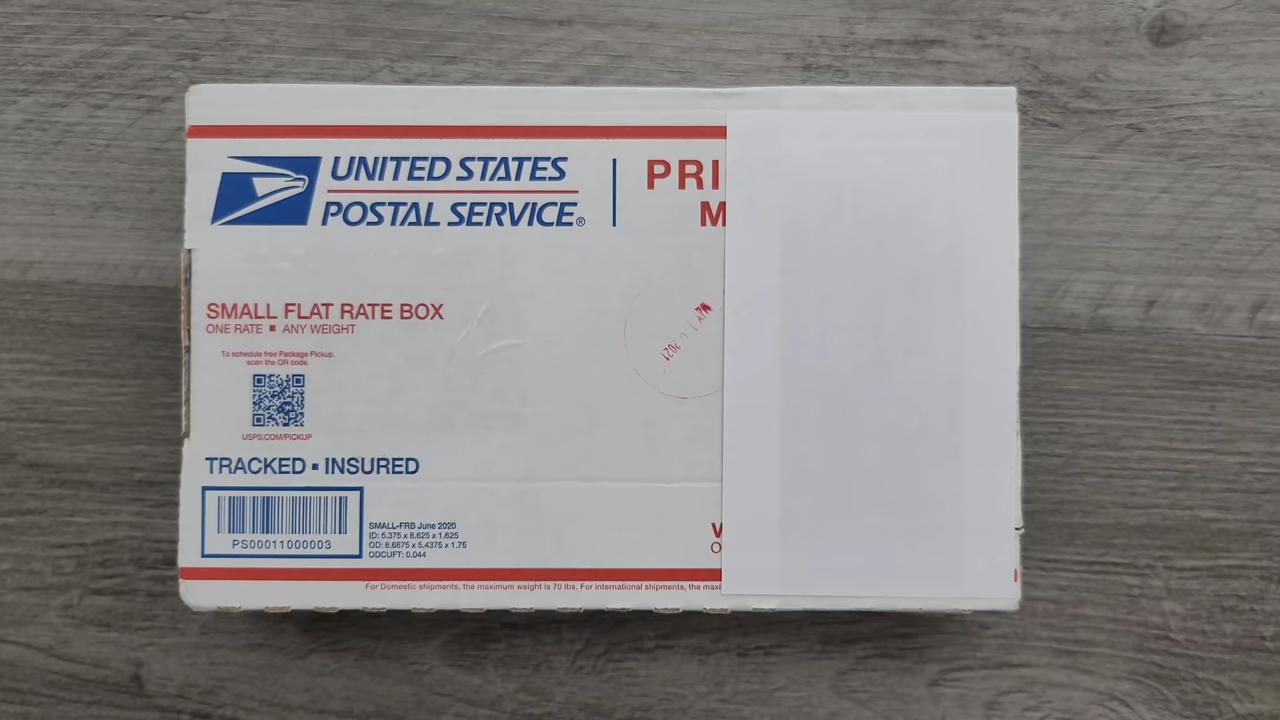 UNITED STATES
POSTAL SERVICE®
PRI
M
SMALL FLAT RATE BOX
ONE RATE ■ ANY WEIGHT
To schedule free Package Pickup,
scan the QR code.
USPS.COM/PICKUP
TRACKED ▪ INSURED
PS00011000003
SMALL-FRB June 2020
ID: 5.375 x 8.625 x 1.625
OD: 8.6875 x 5.4375 x 1.75
ODCUFT: 0.044
For Domestic shipments, the maximum weight is 70 lbs. For international shipments, the maxi